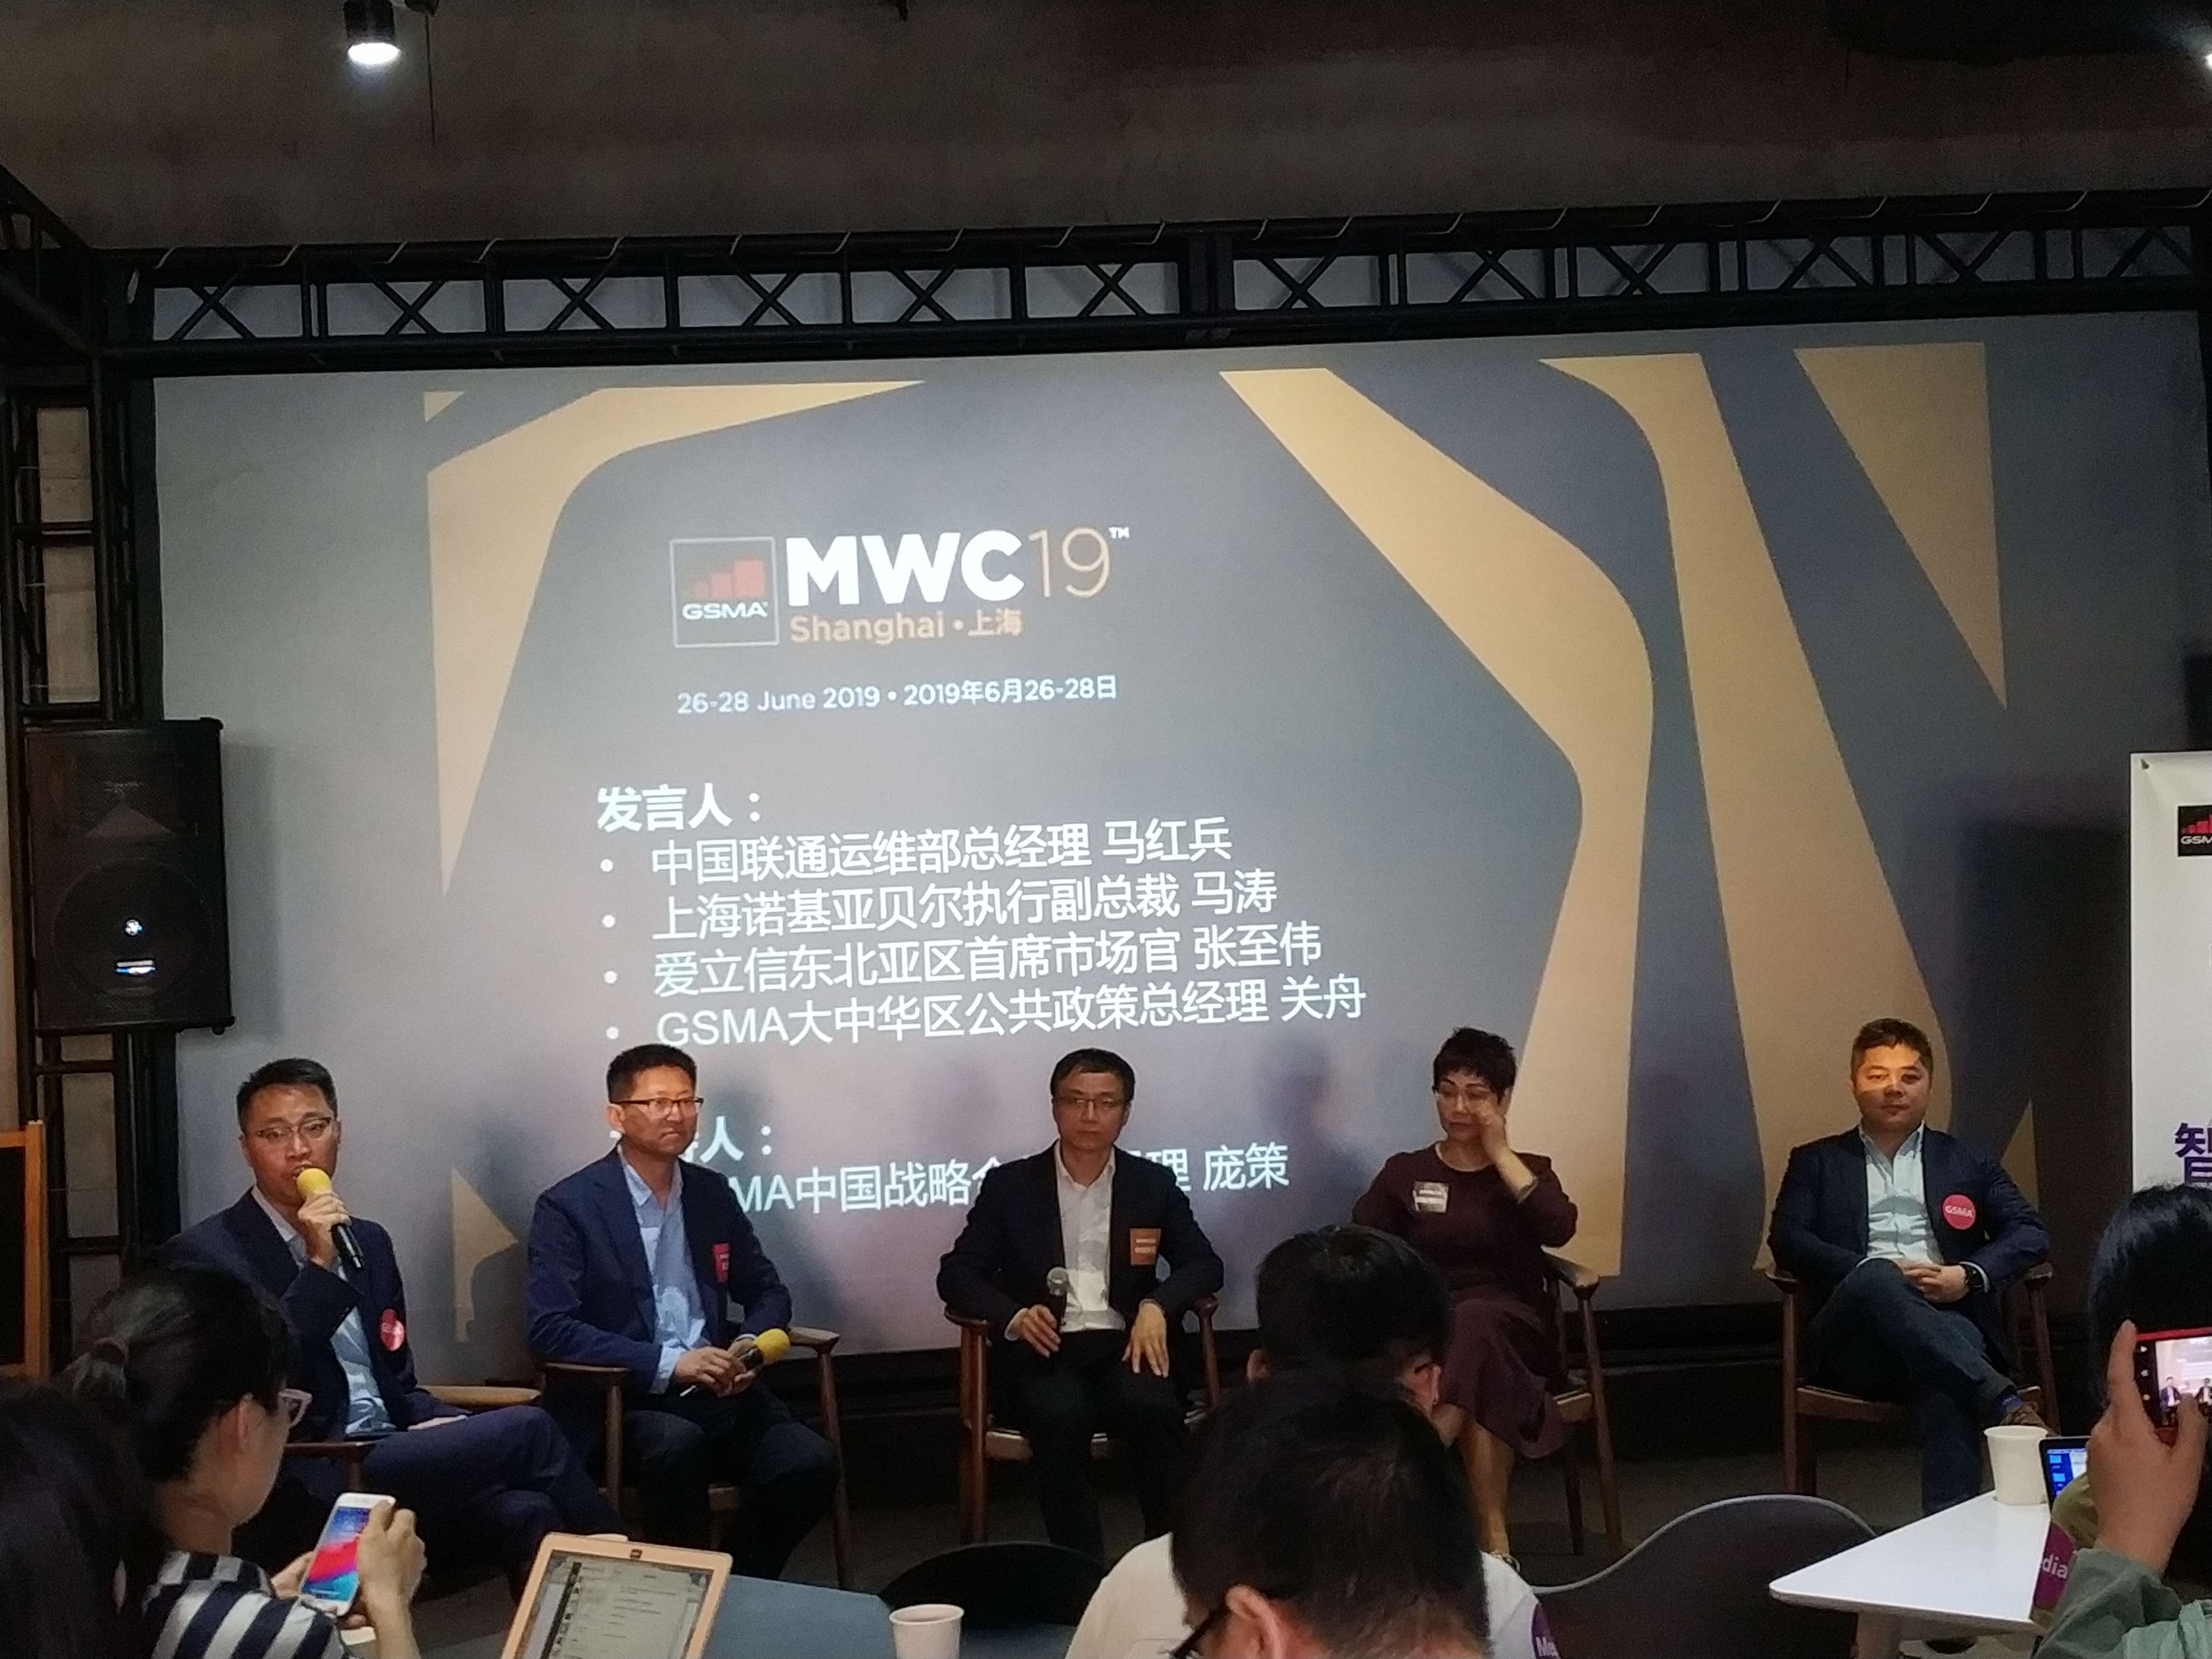 GSMA
MWC19™
Shanghai • 上海
26-28 June 2019 • 2019年6月26-28日
发言人：
• 中国联通运维部总经理 马红兵
• 上海诺基亚贝尔执行副总裁 马涛
• 爱立信东北亚区首席市场官 张至伟
• GSMA大中华区公共政策总经理 关舟
人：
MA中国战略 理 庞策
GSMA
GSMA